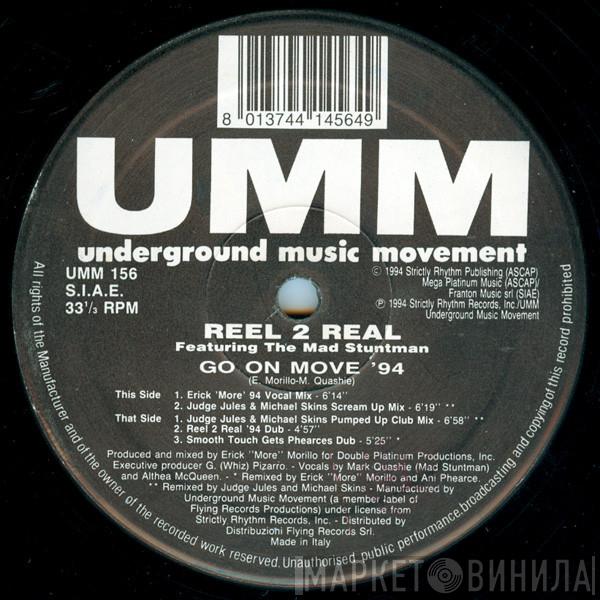 8 013744 145649
UMM
underground music movement
UMM 156
S.I.A.E.
33⅓ RPM
℗ 1994 Strictly Rhythm Publishing (ASCAP)
Mega Platinum Music (ASCAP)/
Franton Music srl (SIAE)
℗ 1994 Strictly Rhythm Records, Inc./UMM
Underground Music Movement
REEL 2 REAL
Featuring The Mad Stuntman
GO ON MOVE '94
(E. Morillo-M. Quashie)
This Side - 1. Erick "More" 94 Vocal Mix - 6'14"
2. Judge Jules & Michael Skins Scream Up Mix - 6'19" **
That Side - 1. Judge Jules & Michael Skins Pumped Up Club Mix - 6'58" **
2. Reel 2 Real '94 Dub - 4'57"
3. Smooth Touch Gets Phearces Dub - 5'25" *
Produced and mixed by Erick "More" Morillo for Double Platinum Productions, Inc.
Executive producer G. (Whiz) Pizarro. - Vocals by Mark Quashie (Mad Stuntman)
and Althea McQueen. - * Remixed by Erick "More" Morillo and Ani Phearce.
** Remixed by Judge Jules and Michael Skins - Manufactured by
Underground Music Movement (a member label of
Flying Records Productions) under license from
Strictly Rhythm Records, Inc. - Distributed by
Distribuzioni Flying Records Srl.
Made in Italy
All rights of the Manufacturer and of the owner of the recorded work reserved. Unauthorised public performance, broadcasting and copying of this record prohibited
МАРКЕТ ВИНИЛА